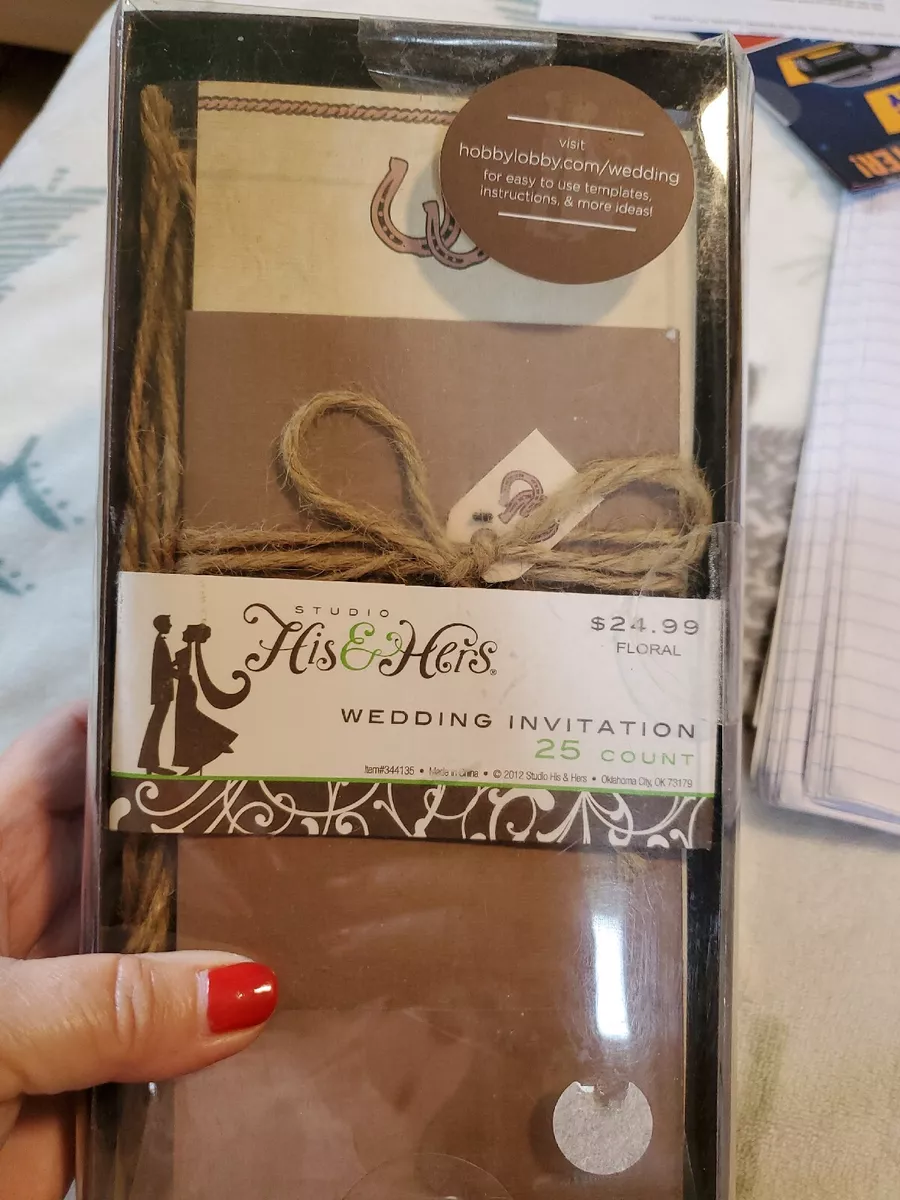 visit
hobbylobby.com/wedding
for easy to use templates,
instructions, & more ideas!
STUDIO
His & Hers®
$24.99
FLORAL
WEDDING INVITATION
25 COUNT
Item#344135 • Made in China • © 2012 Studio His & Hers • Oklahoma City, OK 73179